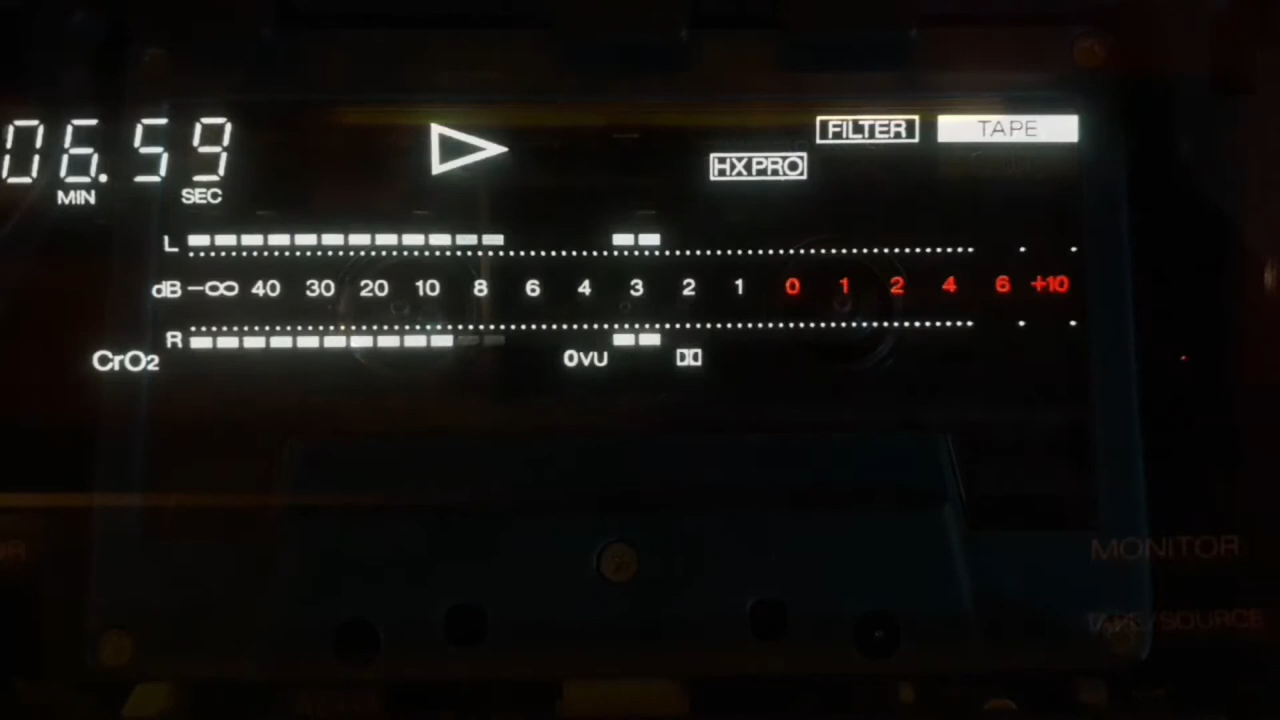 06.59
MIN SEC
FILTER TAPE
HX PRO
L
dB -∞ 40 30 20 10 8 6 4 3 2 1 0 1 2 4 6 +10
R
CrO2 0VU
MONITOR
TAPE/SOURCE